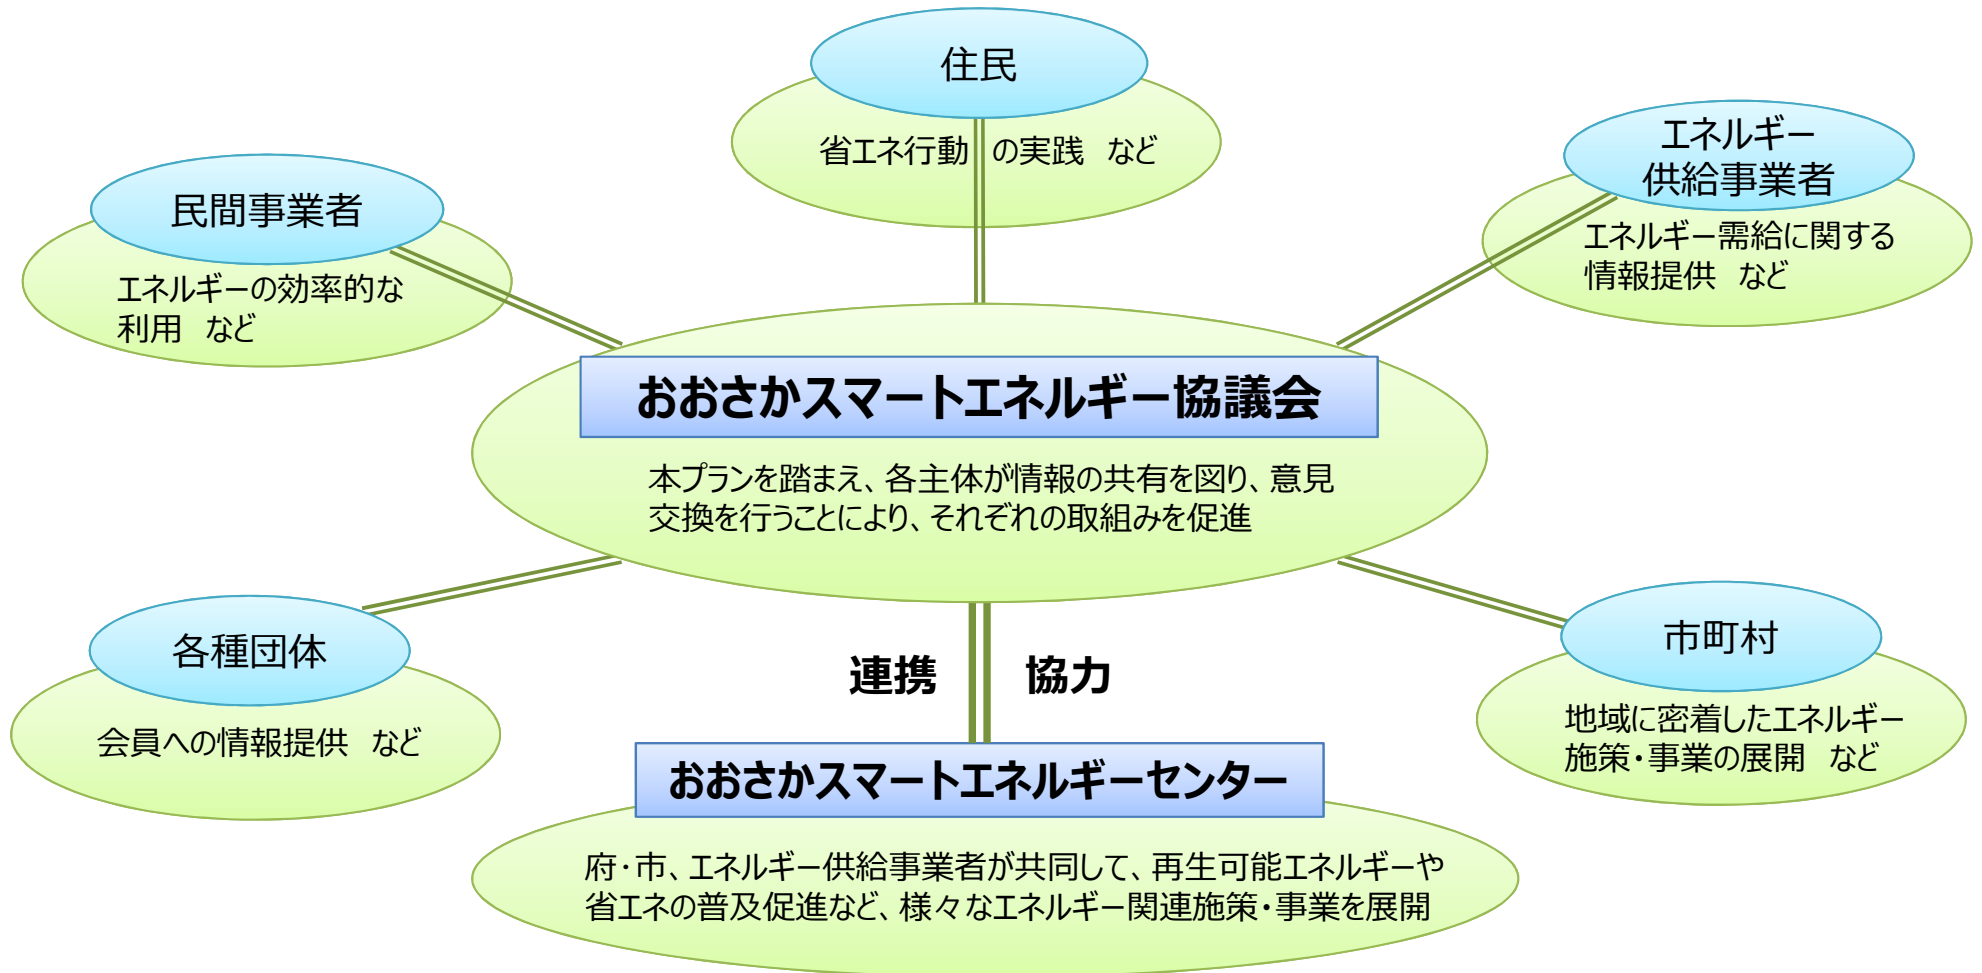 住民
省エネ行動 の実践 など
エネルギー
供給事業者
エネルギー需給に関する
情報提供 など
民間事業者
エネルギーの効率的な
利用 など
おおさかスマートエネルギー協議会
本プランを踏まえ、各主体が情報の共有を図り、意見
交換を行うことにより、それぞれの取組みを促進
各種団体
会員への情報提供 など
連携 協力
市町村
地域に密着したエネルギー
施策・事業の展開 など
おおさかスマートエネルギーセンター
府・市、エネルギー供給事業者が共同して、再生可能エネルギーや
省エネの普及促進など、様々なエネルギー関連施策・事業を展開